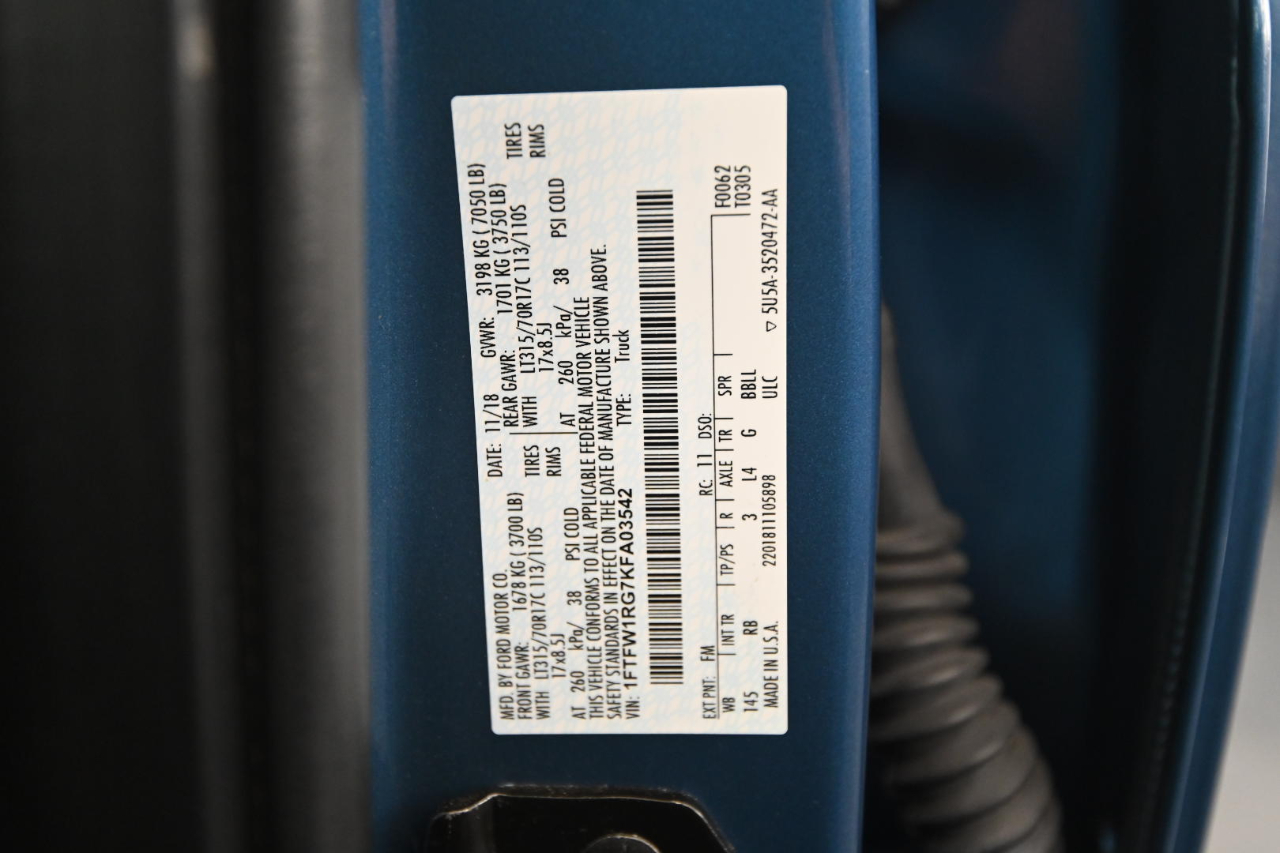 MFD. BY FORD MOTOR CO.
DATE: 11/18 GVWR: 3198 KG ( 7050 LB)
FRONT GAWR: 1678 KG ( 3700 LB)
REAR GAWR: 1701 KG ( 3750 LB)
WITH LT315/70R17C 113/110S TIRES
WITH LT315/70R17C 113/110S TIRES
17x8.5J RIMS
17x8.5J RIMS
AT 260 kPa/ 38 PSI COLD
AT 260 kPa/ 38 PSI COLD
THIS VEHICLE CONFORMS TO ALL APPLICABLE FEDERAL MOTOR VEHICLE
SAFETY STANDARDS IN EFFECT ON THE DATE OF MANUFACTURE SHOWN ABOVE.
VIN: 1FTFW1RG7KFA03542 TYPE: Truck
EXT PNT: FM RC: 11 DSO:
F0062
WB INT TR TP/PS R AXLE TR SPR T0305
145 RB 3 L4 G BBLL
MADE IN U.S.A. 2201811105898 ULC ▽ 5U5A-3520472-AA